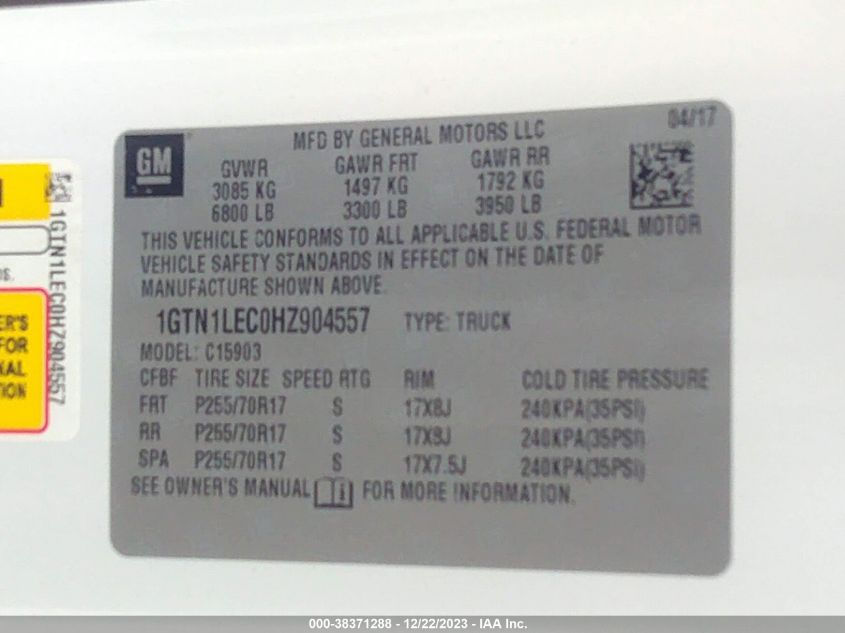 04/17
GM
MFD BY GENERAL MOTORS LLC
GVWR GAWR FRT GAWR RR
3085 KG 1497 KG 1792 KG
6800 LB 3300 LB 3950 LB
THIS VEHICLE CONFORMS TO ALL APPLICABLE U.S. FEDERAL MOTOR
VEHICLE SAFETY STANDARDS IN EFFECT ON THE DATE OF
MANUFACTURE SHOWN ABOVE.
1GTN1LEC0HZ904557 TYPE: TRUCK
MODEL: C15903
CFBF TIRE SIZE SPEED RTG RIM COLD TIRE PRESSURE
FRT P255/70R17 S 17X8J 240KPA(35PSI)
RR P255/70R17 S 17X8J 240KPA(35PSI)
SPA P255/70R17 S 17X7.5J 240KPA(35PSI)
SEE OWNER'S MANUAL FOR MORE INFORMATION.
1GTN1LEC0HZ904557
ER'S
FOR
NAL
TION
000-38371288 - 12/22/2023 - IAA Inc.